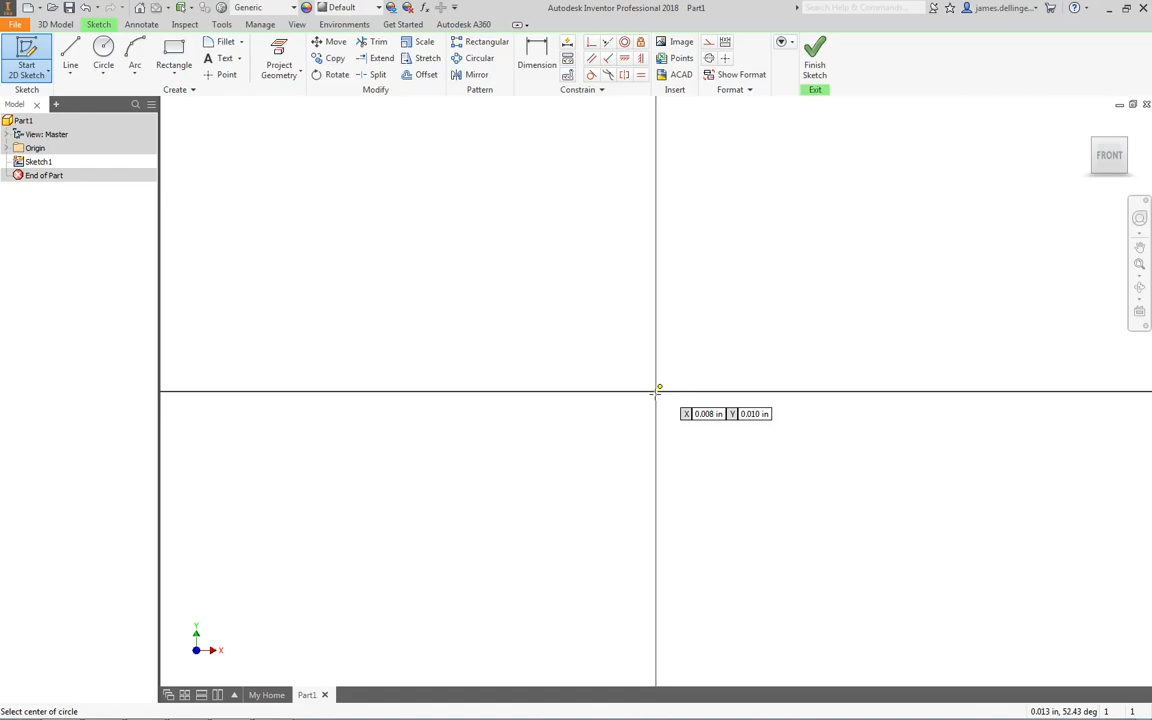 Generic Default Autodesk Inventor Professional 2018 Part1 Search Help & Commands... james.dellinge...
File 3D Model Sketch Annotate Inspect Tools Manage View Environments Get Started Autodesk A360
Start 2D Sketch Line Circle Arc Rectangle Fillet Text Point Project Geometry Move Copy Rotate Trim Extend Split Scale Stretch Offset Rectangular Circular Mirror Dimension Image Points ACAD Show Format Finish Sketch
Sketch Create Modify Pattern Constrain Insert Format Exit
Model
Part1
View: Master
Origin
Sketch1
End of Part
FRONT
X 0.008 in Y 0.010 in
Y
X
My Home Part1
Select center of circle 0.013 in, 52.43 deg 1 1